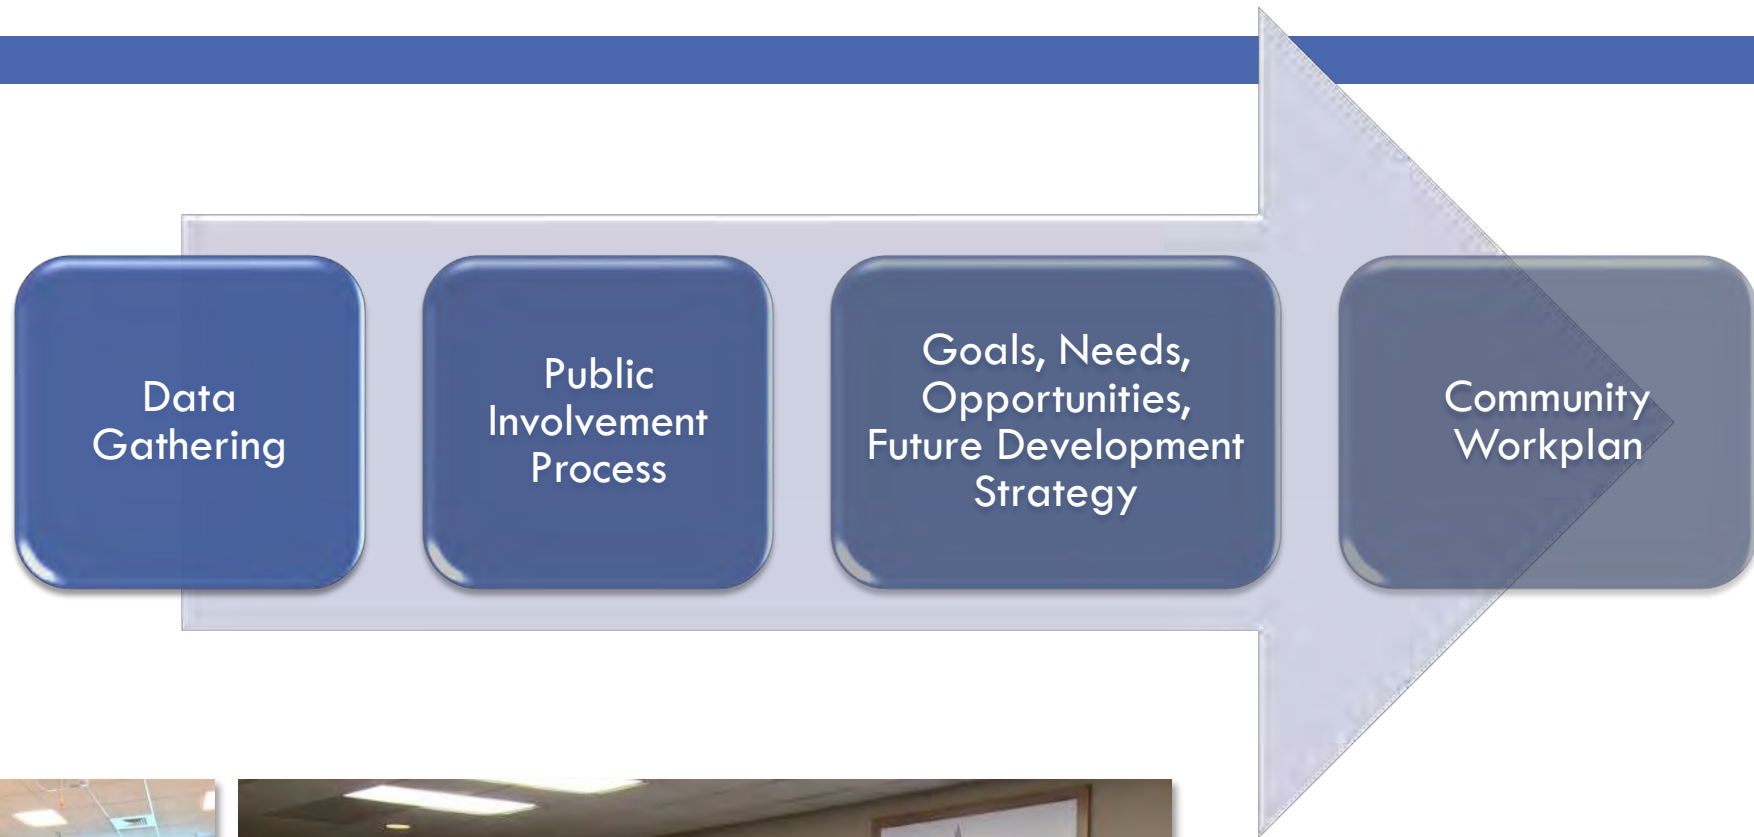 Data
Gathering
Public
Involvement
Process
Goals, Needs,
Opportunities,
Future Development
Strategy
Community
Workplan